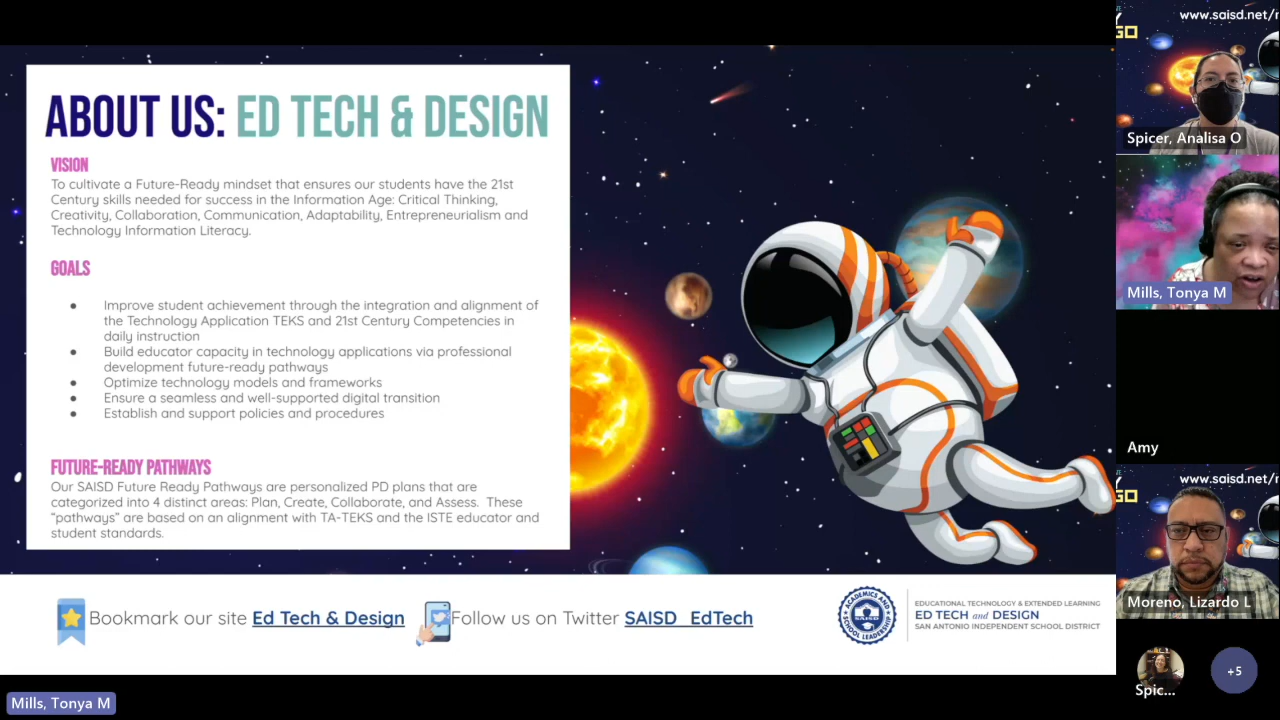 ABOUT US: ED TECH & DESIGN
VISION
To cultivate a Future-Ready mindset that ensures our students have the 21st
Century skills needed for success in the Information Age: Critical Thinking,
Creativity, Collaboration, Communication, Adaptability, Entrepreneurialism and
Technology Information Literacy.
GOALS
● Improve student achievement through the integration and alignment of
the Technology Application TEKS and 21st Century Competencies in
daily instruction
● Build educator capacity in technology applications via professional
development future-ready pathways
● Optimize technology models and frameworks
● Ensure a seamless and well-supported digital transition
● Establish and support policies and procedures
FUTURE-READY PATHWAYS
Our SAISD Future Ready Pathways are personalized PD plans that are
categorized into 4 distinct areas: Plan, Create, Collaborate, and Assess. These
"pathways" are based on an alignment with TA-TEKS and the ISTE educator and
student standards.
Bookmark our site Ed Tech & Design
Follow us on Twitter SAISD_EdTech
ACADEMICS AND
SAISD
SCHOOL LEADERSHIP
EDUCATIONAL TECHNOLOGY & EXTENDED LEARNING
ED TECH and DESIGN
SAN ANTONIO INDEPENDENT SCHOOL DISTRICT
Mills, Tonya M
www.saisd.net/
GO
Spicer, Analisa O
Mills, Tonya M
Amy
www.saisd.net/
GO
Moreno, Lizardo L
Spic...
+5